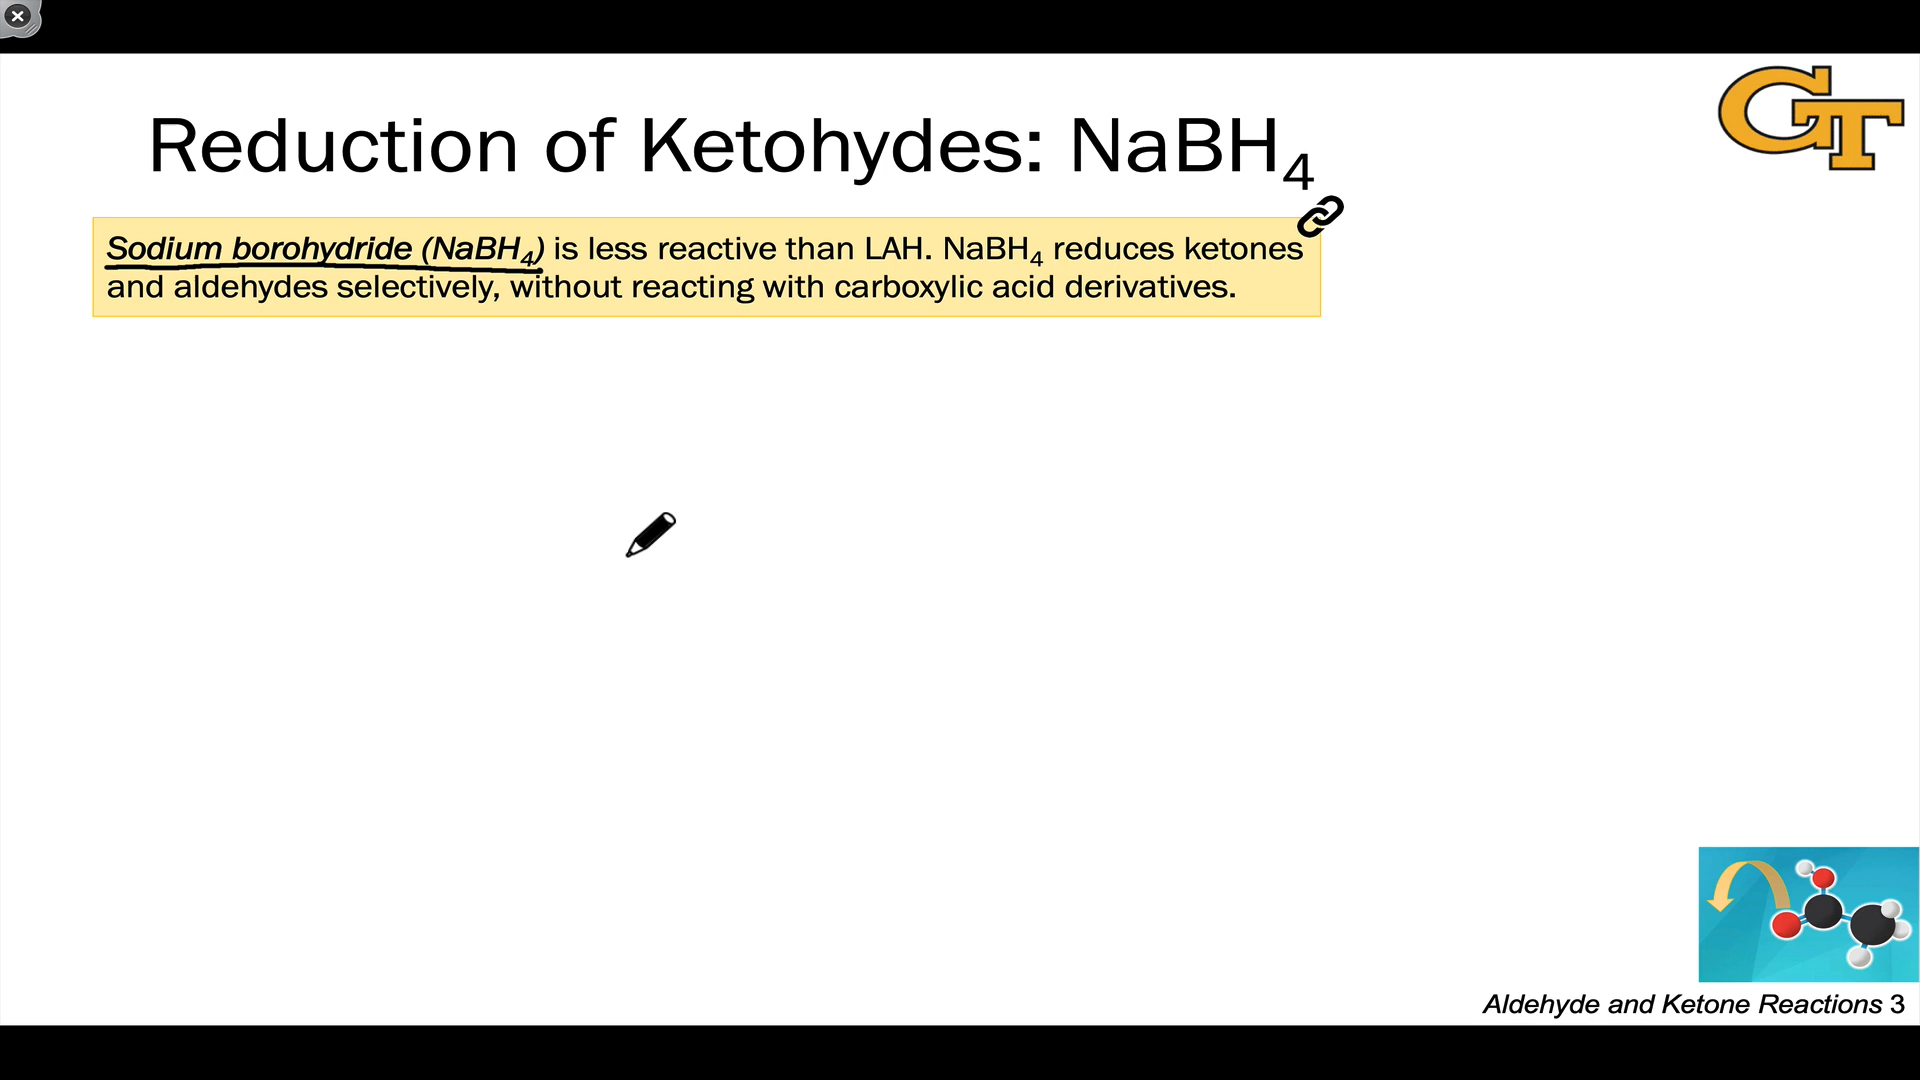 GT
Reduction of Ketohydes: NaBH₄
Sodium borohydride (NaBH₄) is less reactive than LAH. NaBH₄ reduces ketones
and aldehydes selectively, without reacting with carboxylic acid derivatives.
Aldehyde and Ketone Reactions 3